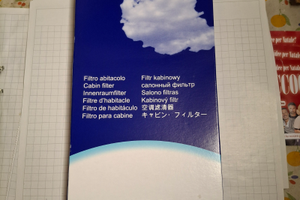 Filtro abitacolo
Cabin filter
Innenraumfilter
Filtre d'habitacle
Filtro de habitáculo
Filtro para cabine
Filtr kabinowy
салонный фильтр
Salono filtras
Kabinový filtr
空調濾清器
キャビン・フィルター